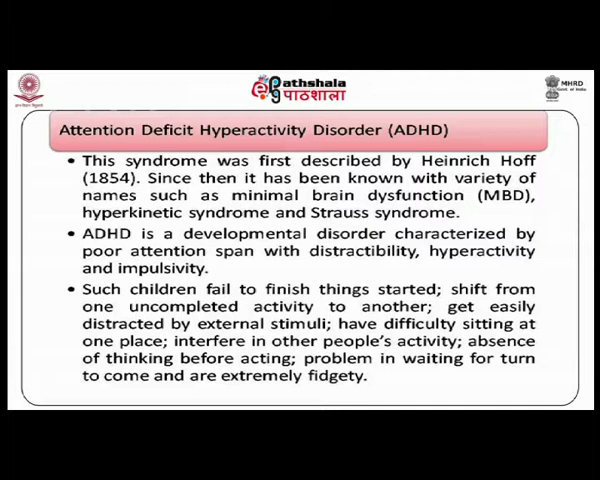 ePathshala
पाठशाला
MHRD
Govt. of India
Attention Deficit Hyperactivity Disorder (ADHD)
• This syndrome was first described by Heinrich Hoff
(1854). Since then it has been known with variety of
names such as minimal brain dysfunction (MBD),
hyperkinetic syndrome and Strauss syndrome.
• ADHD is a developmental disorder characterized by
poor attention span with distractibility, hyperactivity
and impulsivity.
• Such children fail to finish things started; shift from
one uncompleted activity to another; get easily
distracted by external stimuli; have difficulty sitting at
one place; interfere in other people's activity; absence
of thinking before acting; problem in waiting for turn
to come and are extremely fidgety.